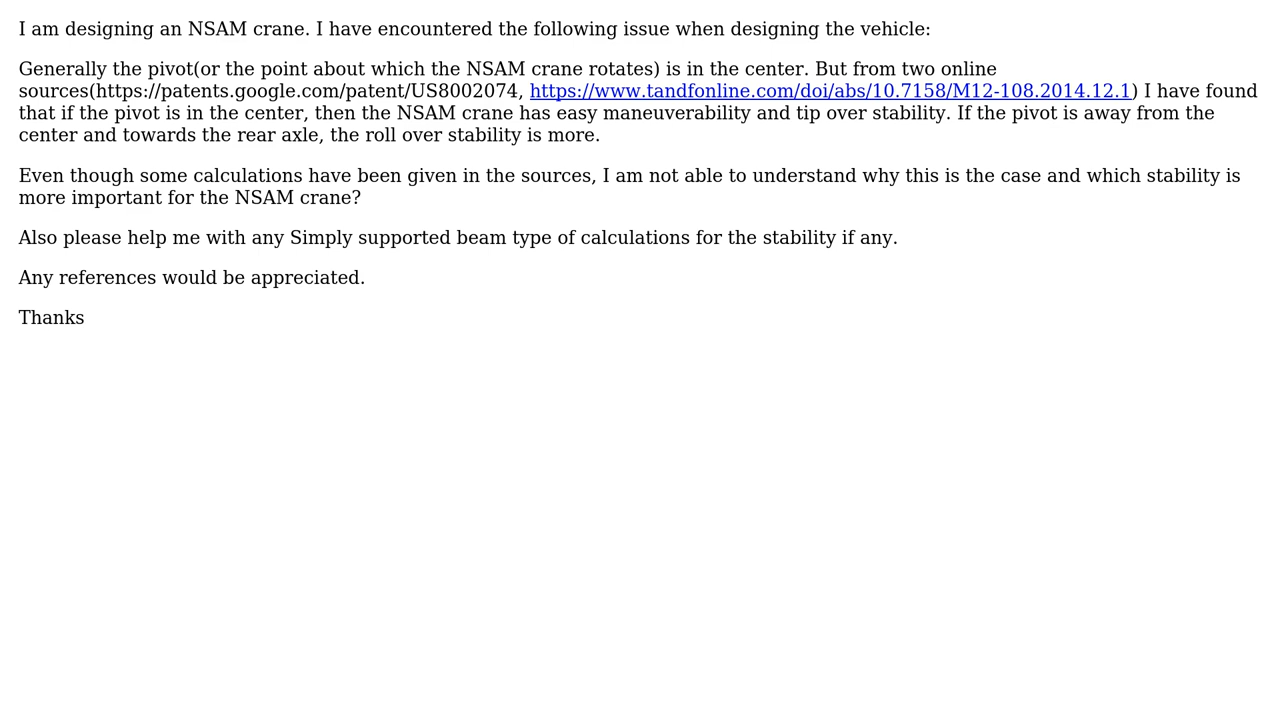 I am designing an NSAM crane. I have encountered the following issue when designing the vehicle:
Generally the pivot(or the point about which the NSAM crane rotates) is in the center. But from two online
sources(https://patents.google.com/patent/US8002074, https://www.tandfonline.com/doi/abs/10.7158/M12-108.2014.12.1) I have found
that if the pivot is in the center, then the NSAM crane has easy maneuverability and tip over stability. If the pivot is away from the
center and towards the rear axle, the roll over stability is more.
Even though some calculations have been given in the sources, I am not able to understand why this is the case and which stability is
more important for the NSAM crane?
Also please help me with any Simply supported beam type of calculations for the stability if any.
Any references would be appreciated.
Thanks